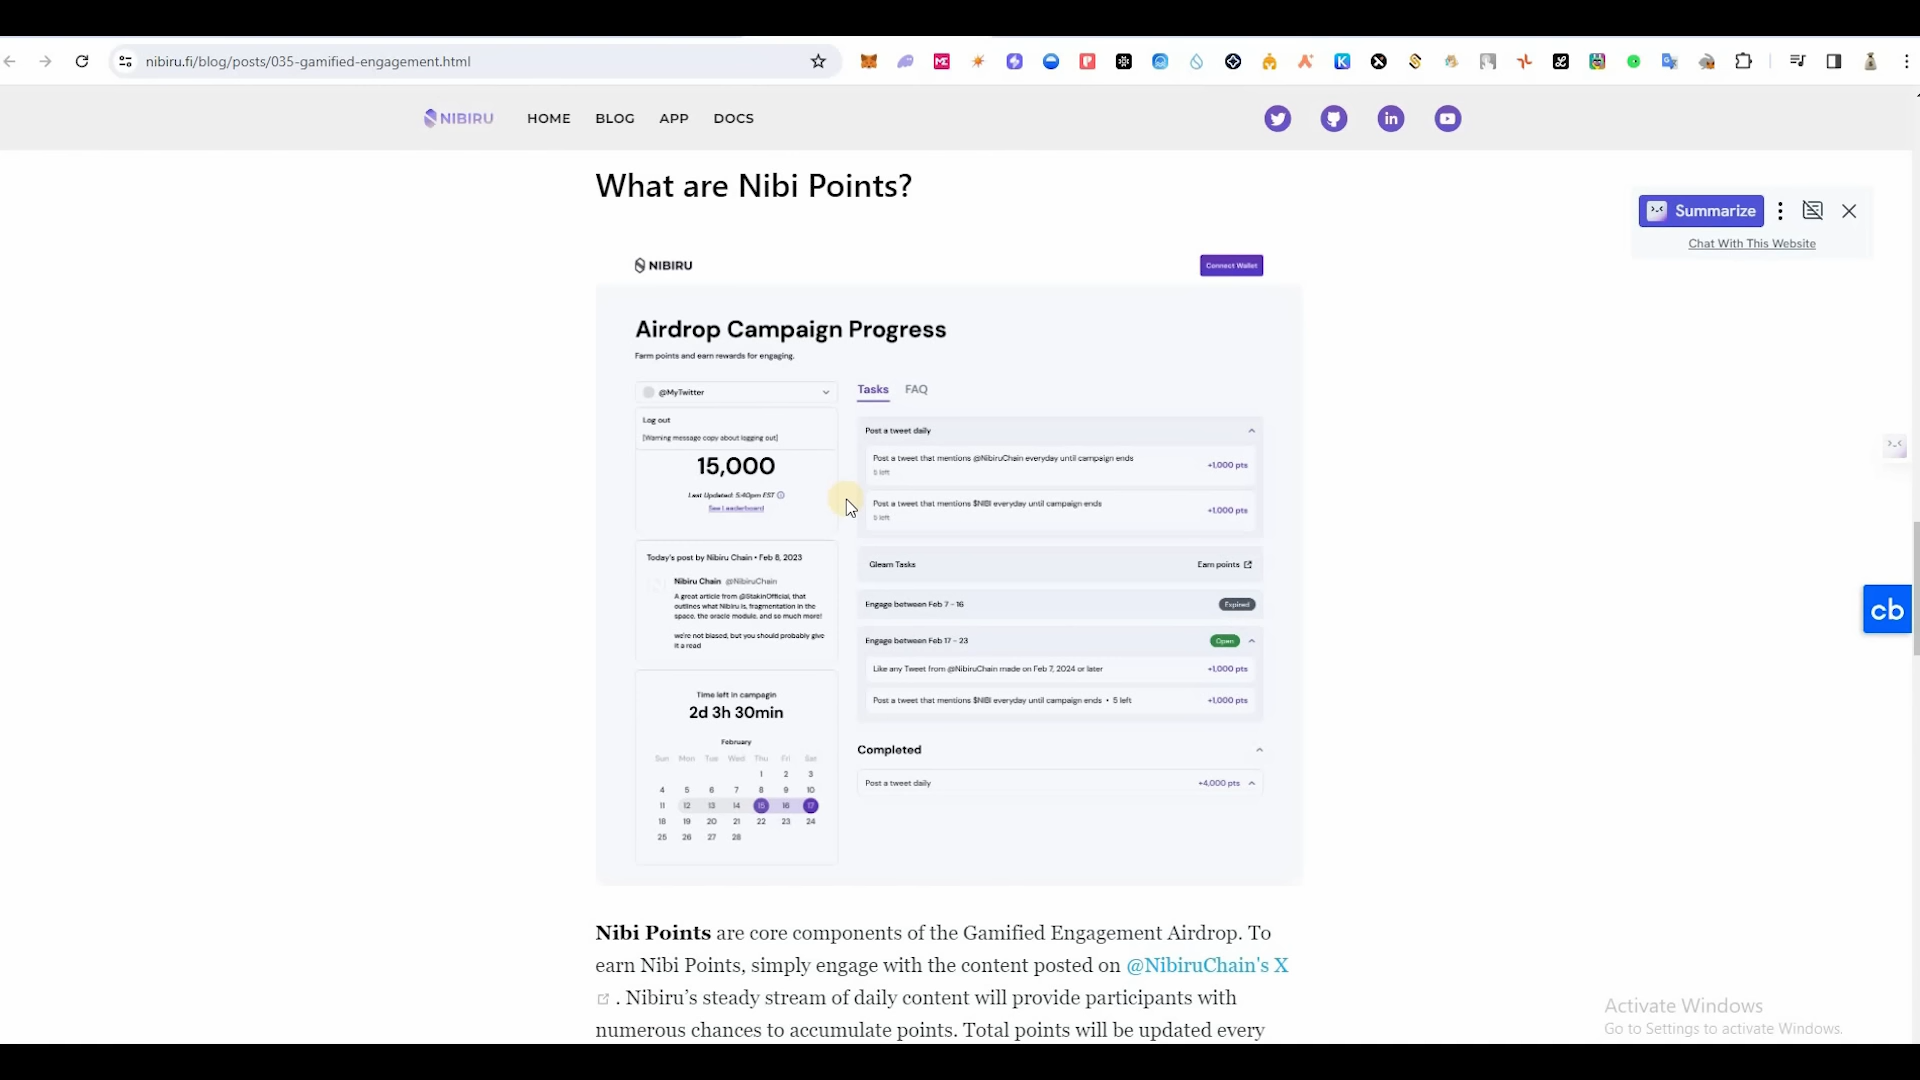 nibiru.fi/blog/posts/035-gamified-engagement.html
NIBIRU HOME BLOG APP DOCS
What are Nibi Points?
Summarize
Chat With This Website
NIBIRU
Connect Wallet
Airdrop Campaign Progress
Farm points and earn rewards for engaging.
@MyTwitter
Log out
[Warning message copy about logging out]
15,000
Last Updated: 5:40pm EST
See Leaderboard
Today's post by Nibiru Chain • Feb 8, 2023
Nibiru Chain @NibiruChain
A great article from @StakinOfficial, that
outlines what Nibiru is, fragmentation in the
space, the oracle module, and so much more!
we're not biased, but you should probably give
it a read
Time left in campagin
2d 3h 30min
February
Sun Mon Tue Wed Thu Fri Sat
1 2 3
4 5 6 7 8 9 10
11 12 13 14 15 16 17
18 19 20 21 22 23 24
25 26 27 28
Tasks FAQ
Post a tweet daily
Post a tweet that mentions @NibiruChain everyday until campaign ends
5 left
+1,000 pts
Post a tweet that mentions $NIBI everyday until campaign ends
5 left
+1,000 pts
Gleam Tasks Earn points
Engage between Feb 7 - 16 Expired
Engage between Feb 17 - 23 Open
Like any Tweet from @NibiruChain made on Feb 7, 2024 or later +1,000 pts
Post a tweet that mentions $NIBI everyday until campaign ends • 5 left +1,000 pts
Completed
Post a tweet daily +4,000 pts
cb
Nibi Points are core components of the Gamified Engagement Airdrop. To
earn Nibi Points, simply engage with the content posted on @NibiruChain's X
. Nibiru’s steady stream of daily content will provide participants with
numerous chances to accumulate points. Total points will be updated every
Activate Windows
Go to Settings to activate Windows.